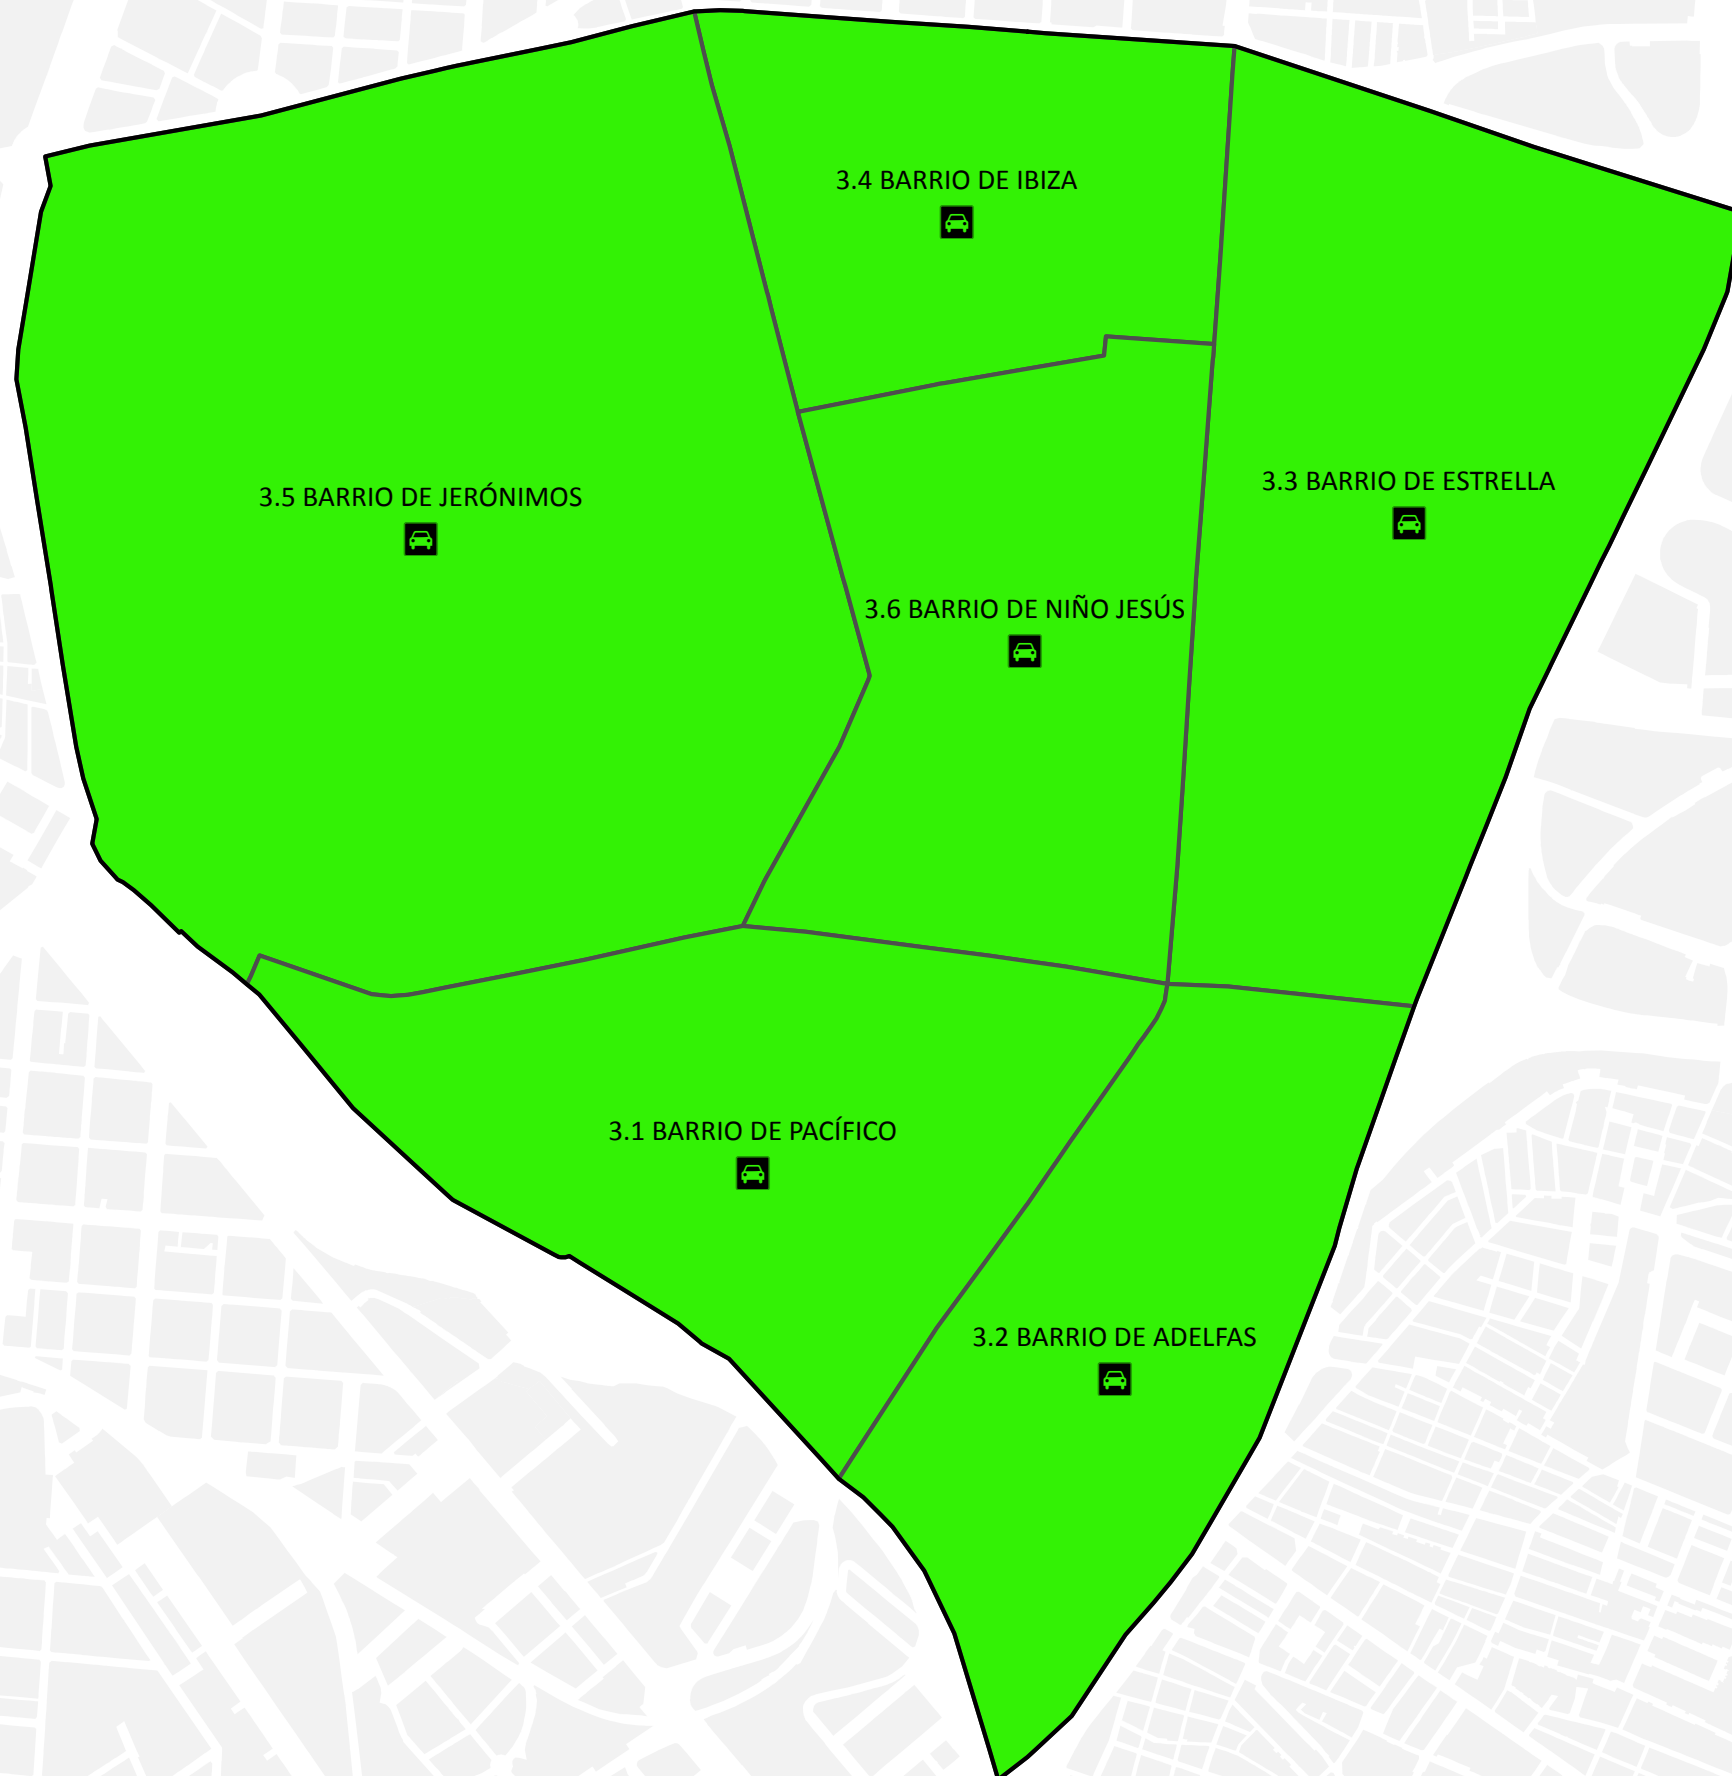 3.4 BARRIO DE IBIZA
3.3 BARRIO DE ESTRELLA
3.5 BARRIO DE JERÓNIMOS
3.6 BARRIO DE NIÑO JESÚS
3.1 BARRIO DE PACÍFICO
3.2 BARRIO DE ADELFAS